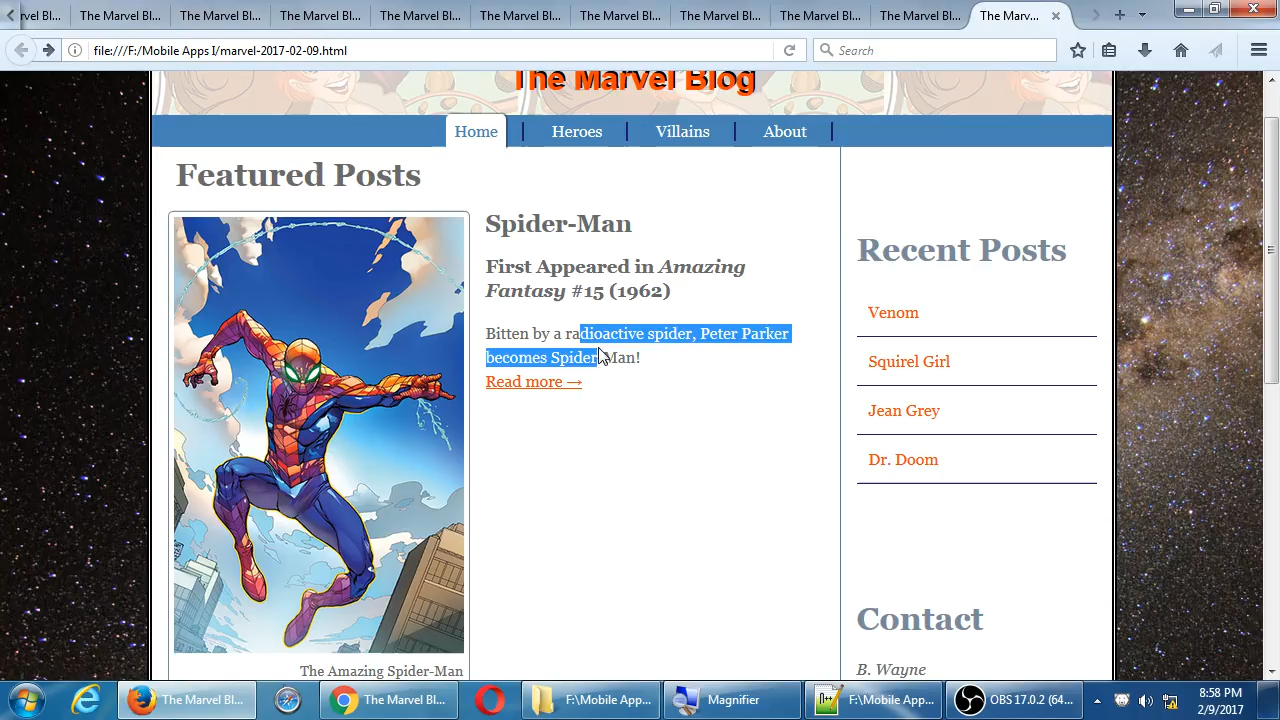 rvel Bl...
The Marvel Bl...
The Marvel Bl...
The Marvel Bl...
The Marvel Bl...
The Marvel Bl...
The Marvel Bl...
The Marvel Bl...
The Marvel Bl...
The Marvel Bl...
The Marv...
file:///F:/Mobile Apps I/marvel-2017-02-09.html
Search
The Marvel Blog
Home
Heroes
Villains
About
Featured Posts
Spider-Man
First Appeared in Amazing
Fantasy #15 (1962)
Bitten by a radioactive spider, Peter Parker
becomes Spider-Man!
Read more →
The Amazing Spider-Man
Recent Posts
Venom
Squirel Girl
Jean Grey
Dr. Doom
Contact
B. Wayne
The Marvel Bl...
The Marvel Bl...
F:\Mobile App...
Magnifier
F:\Mobile App...
OBS 17.0.2 (64...
8:58 PM
2/9/2017